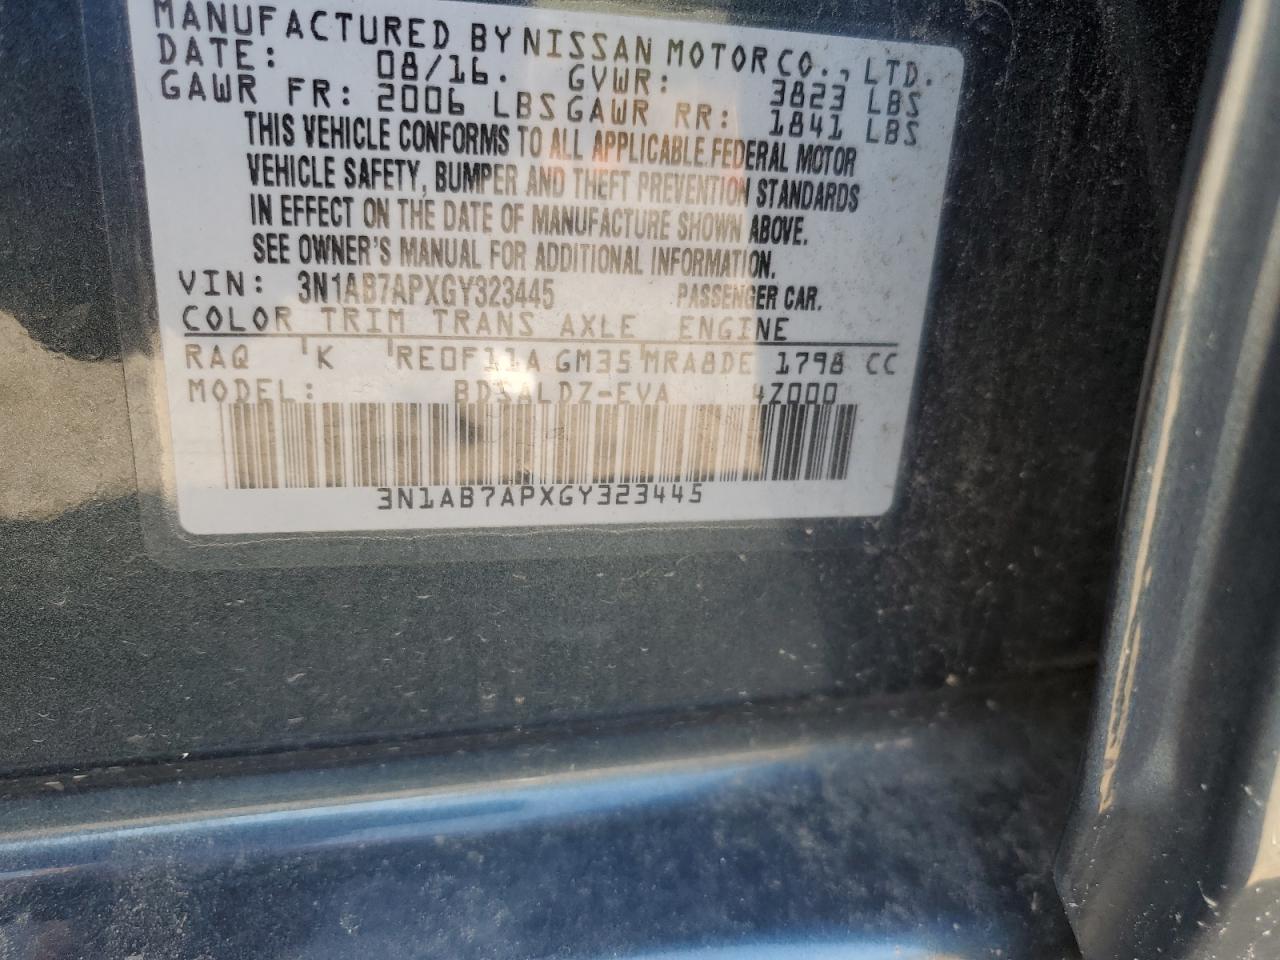 MANUFACTURED BY NISSAN MOTOR CO., LTD.
DATE: 08/16. GVWR: 3823 LBS
GAWR FR: 2006 LBS GAWR RR: 1841 LBS
THIS VEHICLE CONFORMS TO ALL APPLICABLE FEDERAL MOTOR
VEHICLE SAFETY, BUMPER AND THEFT PREVENTION STANDARDS
IN EFFECT ON THE DATE OF MANUFACTURE SHOWN ABOVE.
SEE OWNER'S MANUAL FOR ADDITIONAL INFORMATION.
VIN: 3N1AB7APXGY323445 PASSENGER CAR.
COLOR TRIM TRANS AXLE ENGINE
RAQ K RE0F11A GM35 MRA8DE 1798 CC
MODEL: 4Z000
3N1AB7APXGY323445